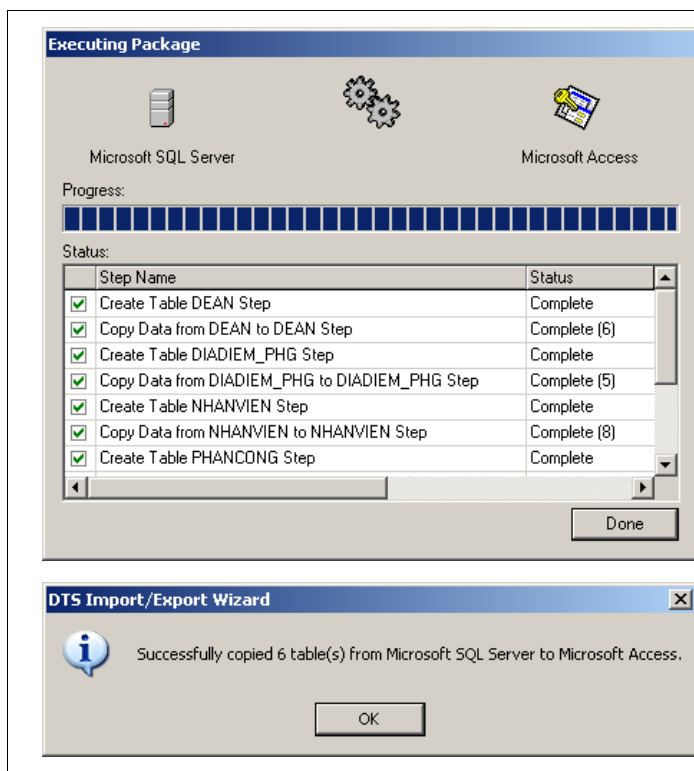 Executing Package
Microsoft SQL Server Microsoft Access
Progress:
Status:
Step Name Status
Create Table DEAN Step Complete
Copy Data from DEAN to DEAN Step Complete (6)
Create Table DIADIEM_PHG Step Complete
Copy Data from DIADIEM_PHG to DIADIEM_PHG Step Complete (5)
Create Table NHANVIEN Step Complete
Copy Data from NHANVIEN to NHANVIEN Step Complete (8)
Create Table PHANCONG Step Complete
Done
DTS Import/Export Wizard
Successfully copied 6 table(s) from Microsoft SQL Server to Microsoft Access.
OK